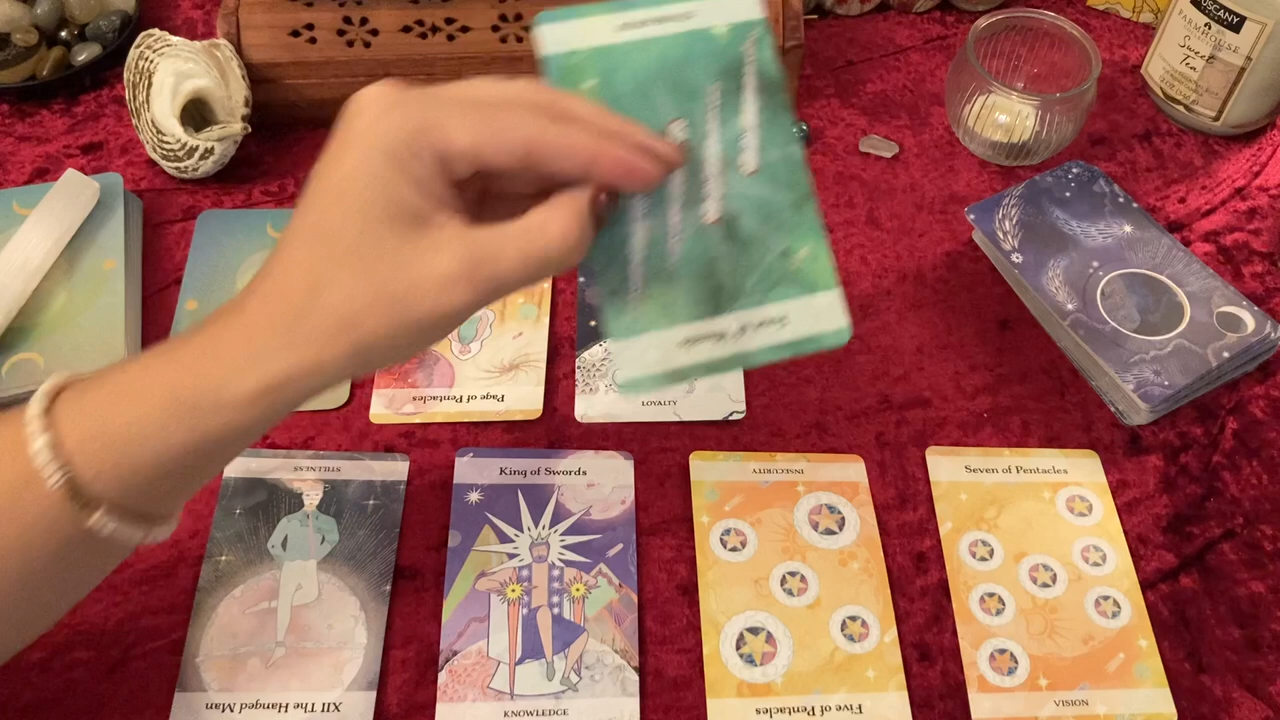 TUSCANY
FARMHOUSE
Sweet
Tea
Page of Pentacles
LOYALTY
STILLNESS
XII The Hanged Man
King of Swords
KNOWLEDGE
INSECURITY
Five of Pentacles
Seven of Pentacles
VISION